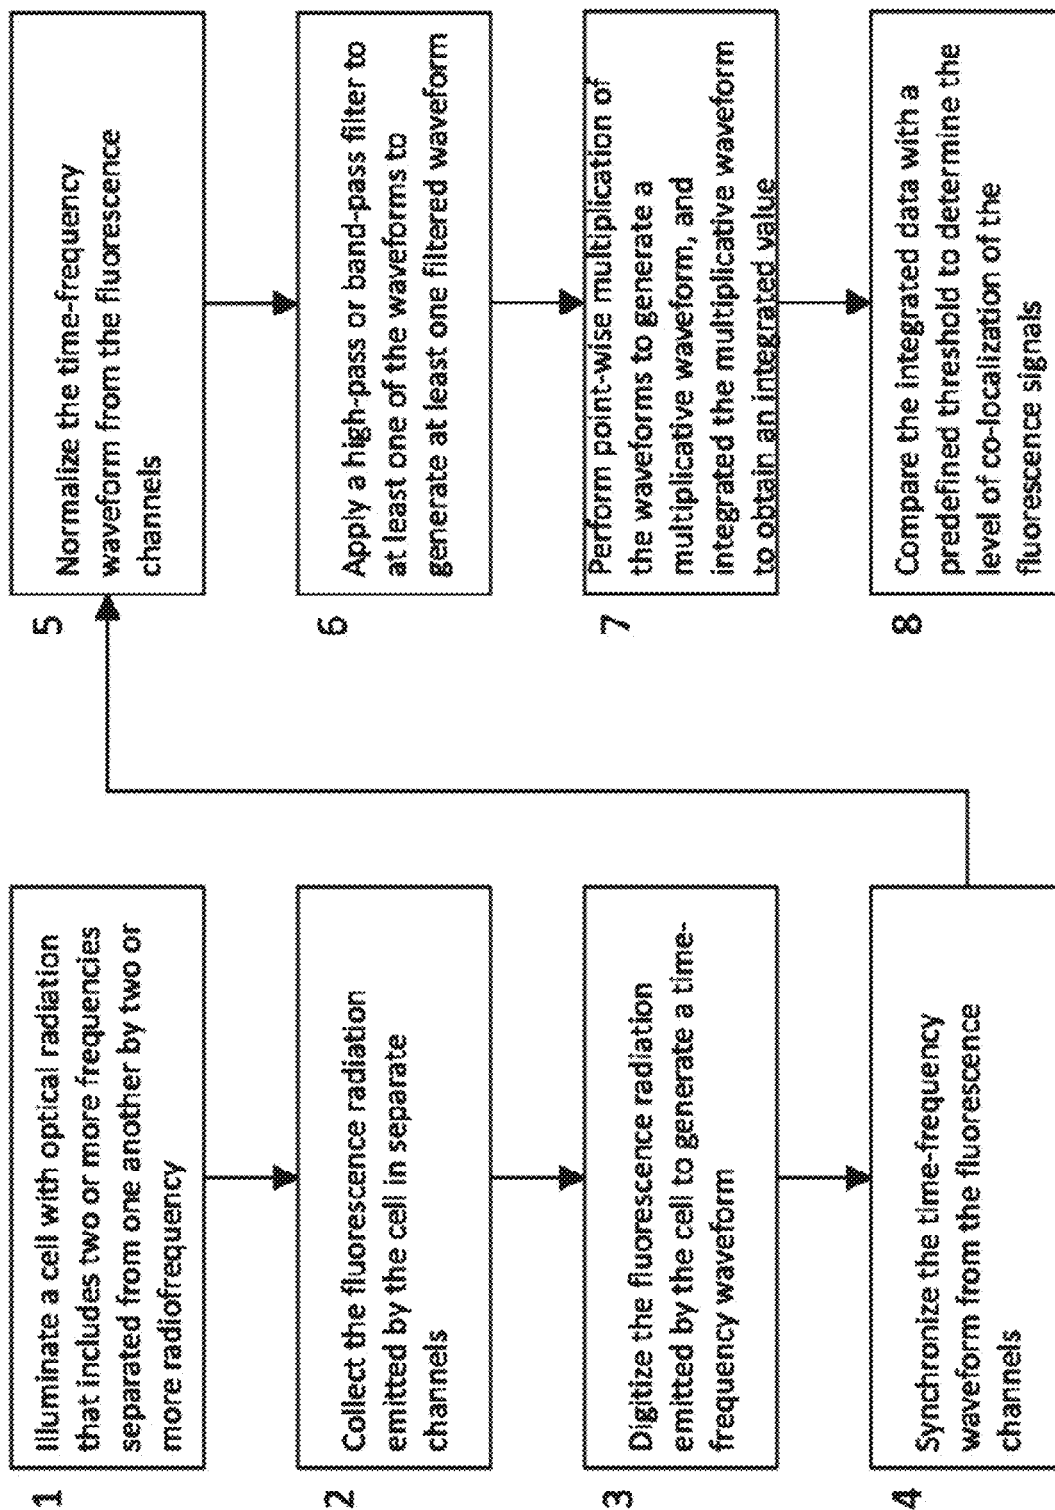 1
Illuminate a cell with optical radiation
that includes two or more frequencies
separated from one another by two or
more radiofrequency
2
Collect the fluorescence radiation
emitted by the cell in separate
channels
3
Digitize the fluorescence radiation
emitted by the cell to generate a time-
frequency waveform
4
Synchronize the time-frequency
waveform from the fluorescence
channels
5
Normalize the time-frequency
waveform from the fluorescence
channels
6
Apply a high-pass or band-pass filter to
at least one of the waveforms to
generate at least one filtered waveform
7
Perform point-wise multiplication of
the waveforms to generate a
multiplicative waveform, and
integrated the multiplicative waveform
to obtain an integrated value
8
Compare the integrated data with a
predefined threshold to determine the
level of co-localization of the
fluorescence signals